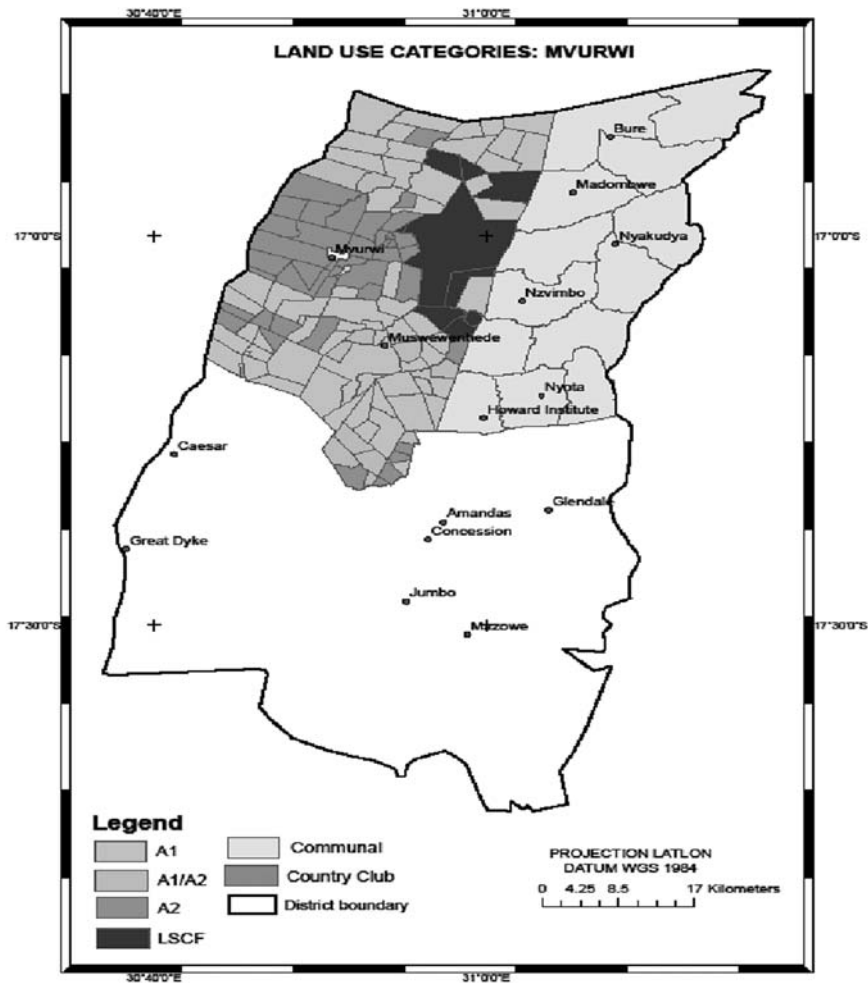 30°40'0"E
31°0'0"E
LAND USE CATEGORIES: MVURWI
Bure
Madombwe
17°0'0"S
17°0'0"S
Nyakudya
Mvurwi
Nzvimbo
Muswewenhede
Nyota
Howard Institute
Caesar
Glendale
Amandas
Concession
Great Dyke
Jumbo
17°30'0"S
17°30'0"S
Legend
A1
Communal
A1/A2
Country Club
A2
District boundary
LSCF
PROJECTION LATLON
DATUM WGS 1984
0 4.25 8.5 17 Kilometers
30°40'0"E
31°0'0"E